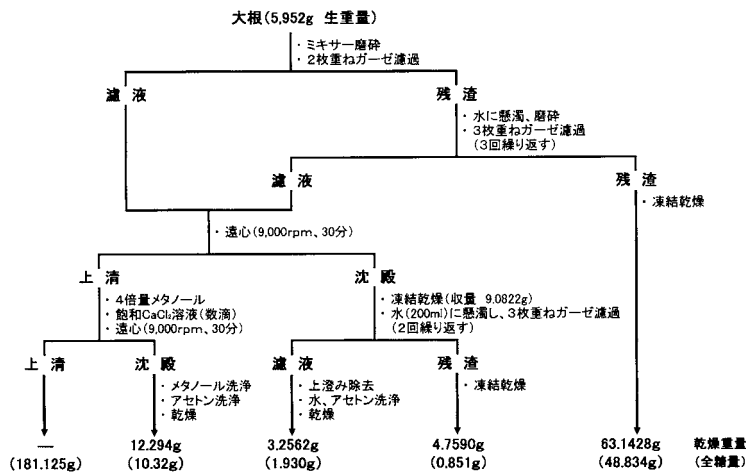 大根(5,952g 生重量)
・ミキサー磨砕
・2枚重ねガーゼ濾過
濾液
残渣
・水に懸濁、磨砕
・3枚重ねガーゼ濾過
(3回繰り返す)
濾液
残渣
・凍結乾燥
・遠心(9,000rpm、30分)
上清
沈殿
・4倍量メタノール
・飽和CaCl₂溶液(数滴)
・遠心(9,000rpm、30分)
・凍結乾燥(収量 9.0822g)
・水(200ml)に懸濁し、3枚重ねガーゼ濾過
(2回繰り返す)
上清
沈殿
濾液
残渣
・メタノール洗浄
・アセトン洗浄
・乾燥
・上澄み除去
・水、アセトン洗浄
・乾燥
・凍結乾燥
— 12.294g 3.2562g 4.7590g 63.1428g 乾燥重量
(181.125g) (10.32g) (1.930g) (0.851g) (48.834g) (全糖量)